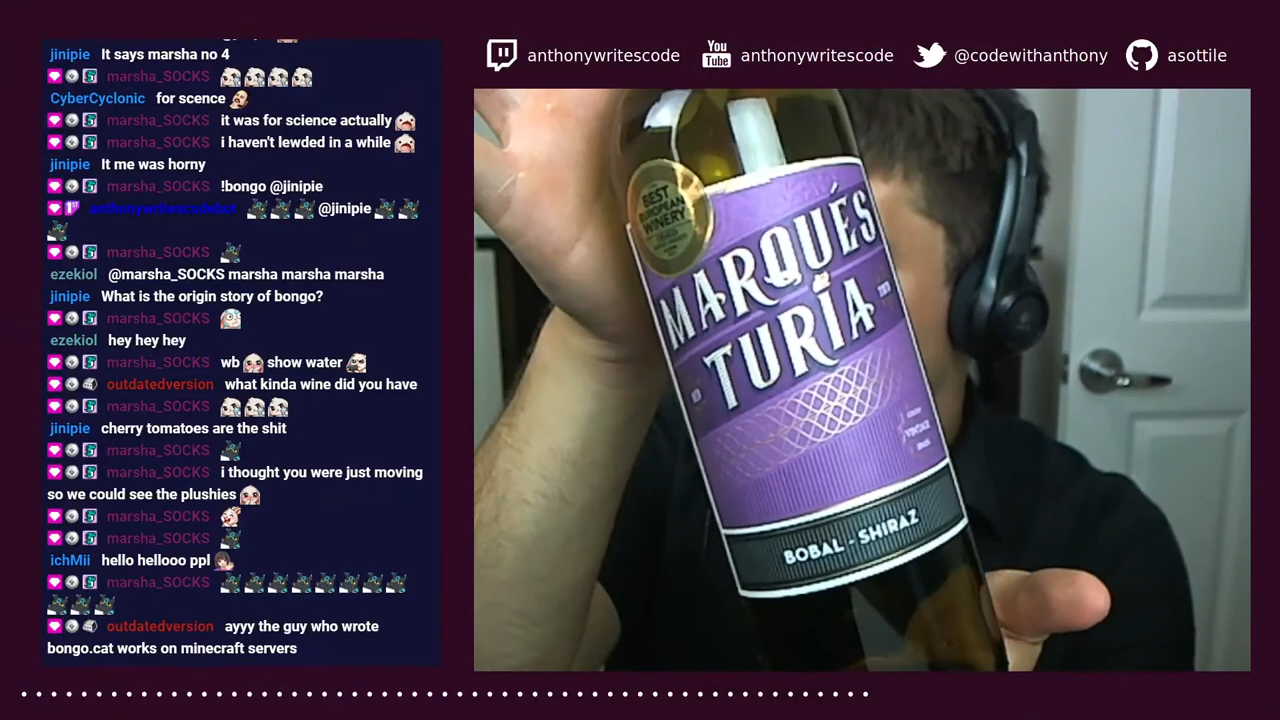 jinipie It says marsha no 4
marsha_SOCKS
CyberCyclonic for scence
marsha_SOCKS it was for science actually
marsha_SOCKS i haven't lewded in a while
jinipie It me was horny
marsha_SOCKS !bongo @jinipie
1ST anthonywritescodebot @jinipie
marsha_SOCKS
ezekiol @marsha_SOCKS marsha marsha marsha
jinipie What is the origin story of bongo?
marsha_SOCKS
ezekiol hey hey hey
marsha_SOCKS wb show water
outdatedversion what kinda wine did you have
marsha_SOCKS
jinipie cherry tomatoes are the shit
marsha_SOCKS
marsha_SOCKS i thought you were just moving
so we could see the plushies
marsha_SOCKS
marsha_SOCKS
ichMii hello hellooo ppl
marsha_SOCKS
outdatedversion ayyy the guy who wrote
bongo.cat works on minecraft servers
anthonywritescode
You Tube anthonywritescode
@codewithanthony
asottile
BEST
EUROPEAN
WINERY
MARQUÉS
DE
TURÍA
BOBAL - SHIRAZ